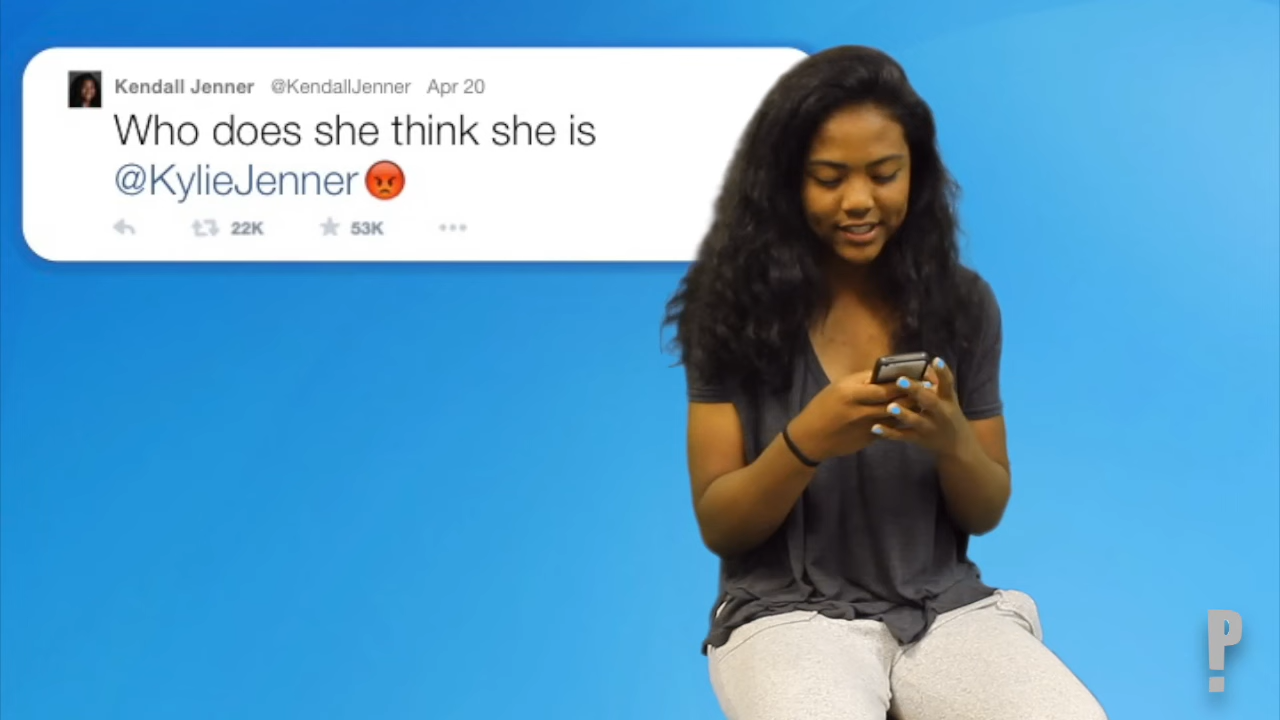 Kendall Jenner @KendallJenner Apr 20
Who does she think she is
@KylieJenner😡
22K 53K
P!